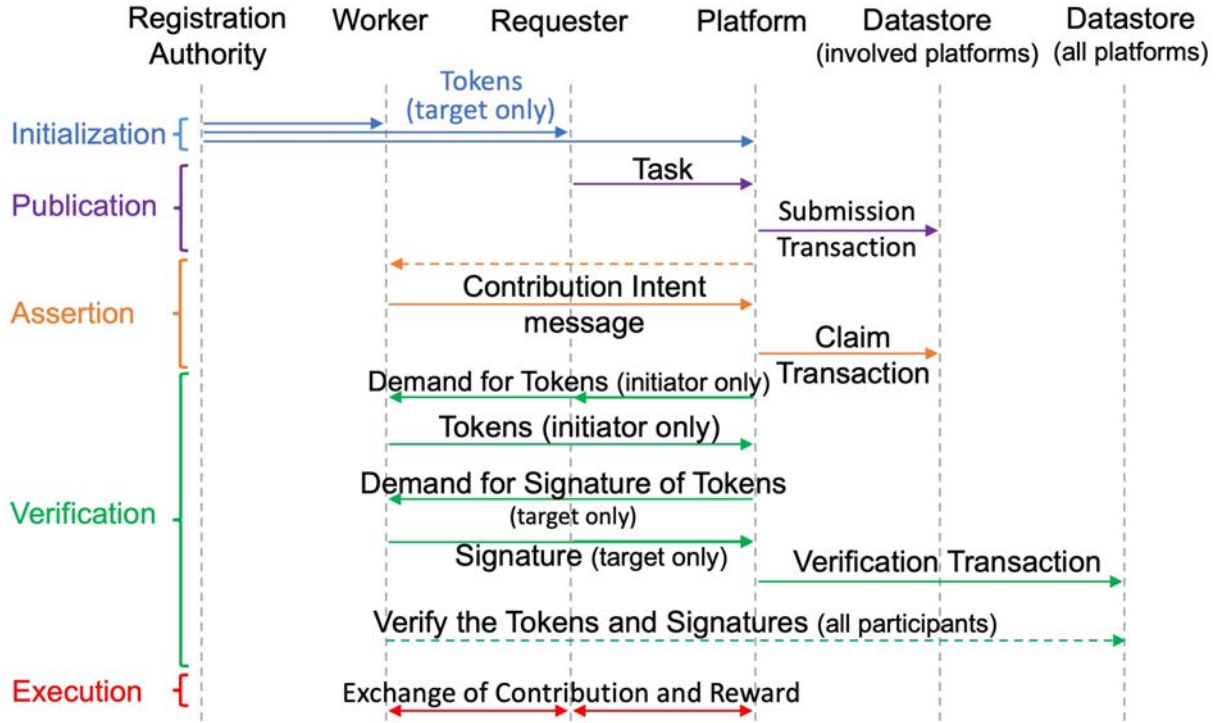 Registration
Authority
Worker
Requester
Platform
Datastore
(involved platforms)
Datastore
(all platforms)
Tokens
(target only)
Initialization
Task
Publication
Submission
Transaction
Contribution Intent
message
Assertion
Claim
Transaction
Demand for Tokens (initiator only)
Tokens (initiator only)
Demand for Signature of Tokens
(target only)
Verification
Signature (target only)
Verification Transaction
Verify the Tokens and Signatures (all participants)
Execution
Exchange of Contribution and Reward